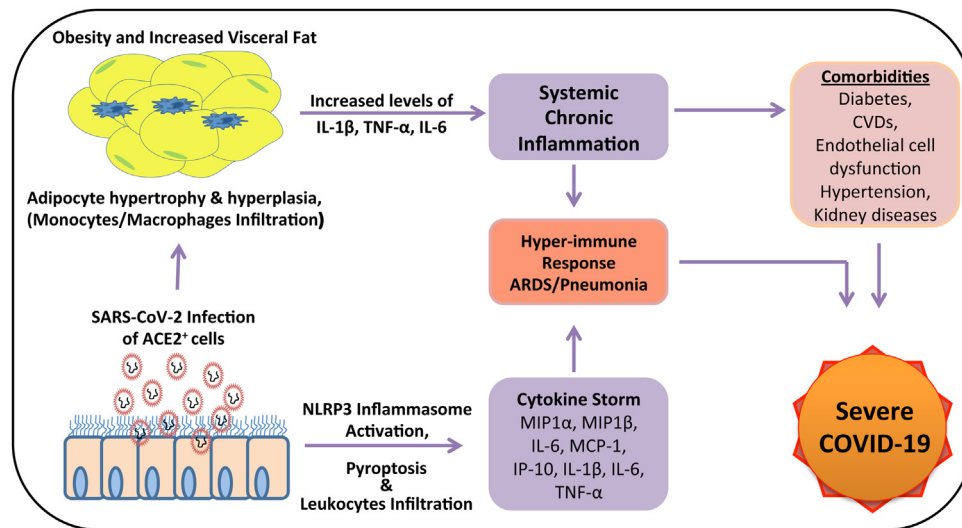 Obesity and Increased Visceral Fat
Adipocyte hypertrophy & hyperplasia,
(Monocytes/Macrophages Infiltration)
SARS-CoV-2 Infection
of ACE2⁺ cells
Increased levels of
IL-1β, TNF-α, IL-6
Systemic
Chronic
Inflammation
Comorbidities
Diabetes,
CVDs,
Endothelial cell
dysfunction
Hypertension,
Kidney diseases
Hyper-immune
Response
ARDS/Pneumonia
NLRP3 Inflammasome
Activation,
Pyroptosis
&
Leukocytes Infiltration
Cytokine Storm
MIP1α, MIP1β,
IL-6, MCP-1,
IP-10, IL-1β, IL-6,
TNF-α
Severe
COVID-19